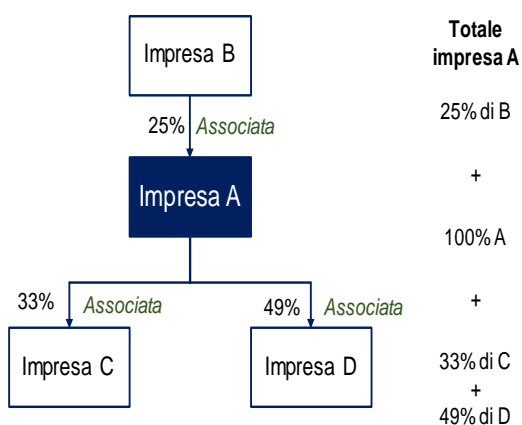 Totale
impresa A
Impresa B
25% Associata
25% di B
+
Impresa A
100% A
33% Associata
49% Associata
+
Impresa C
Impresa D
33% di C
+
49% di D